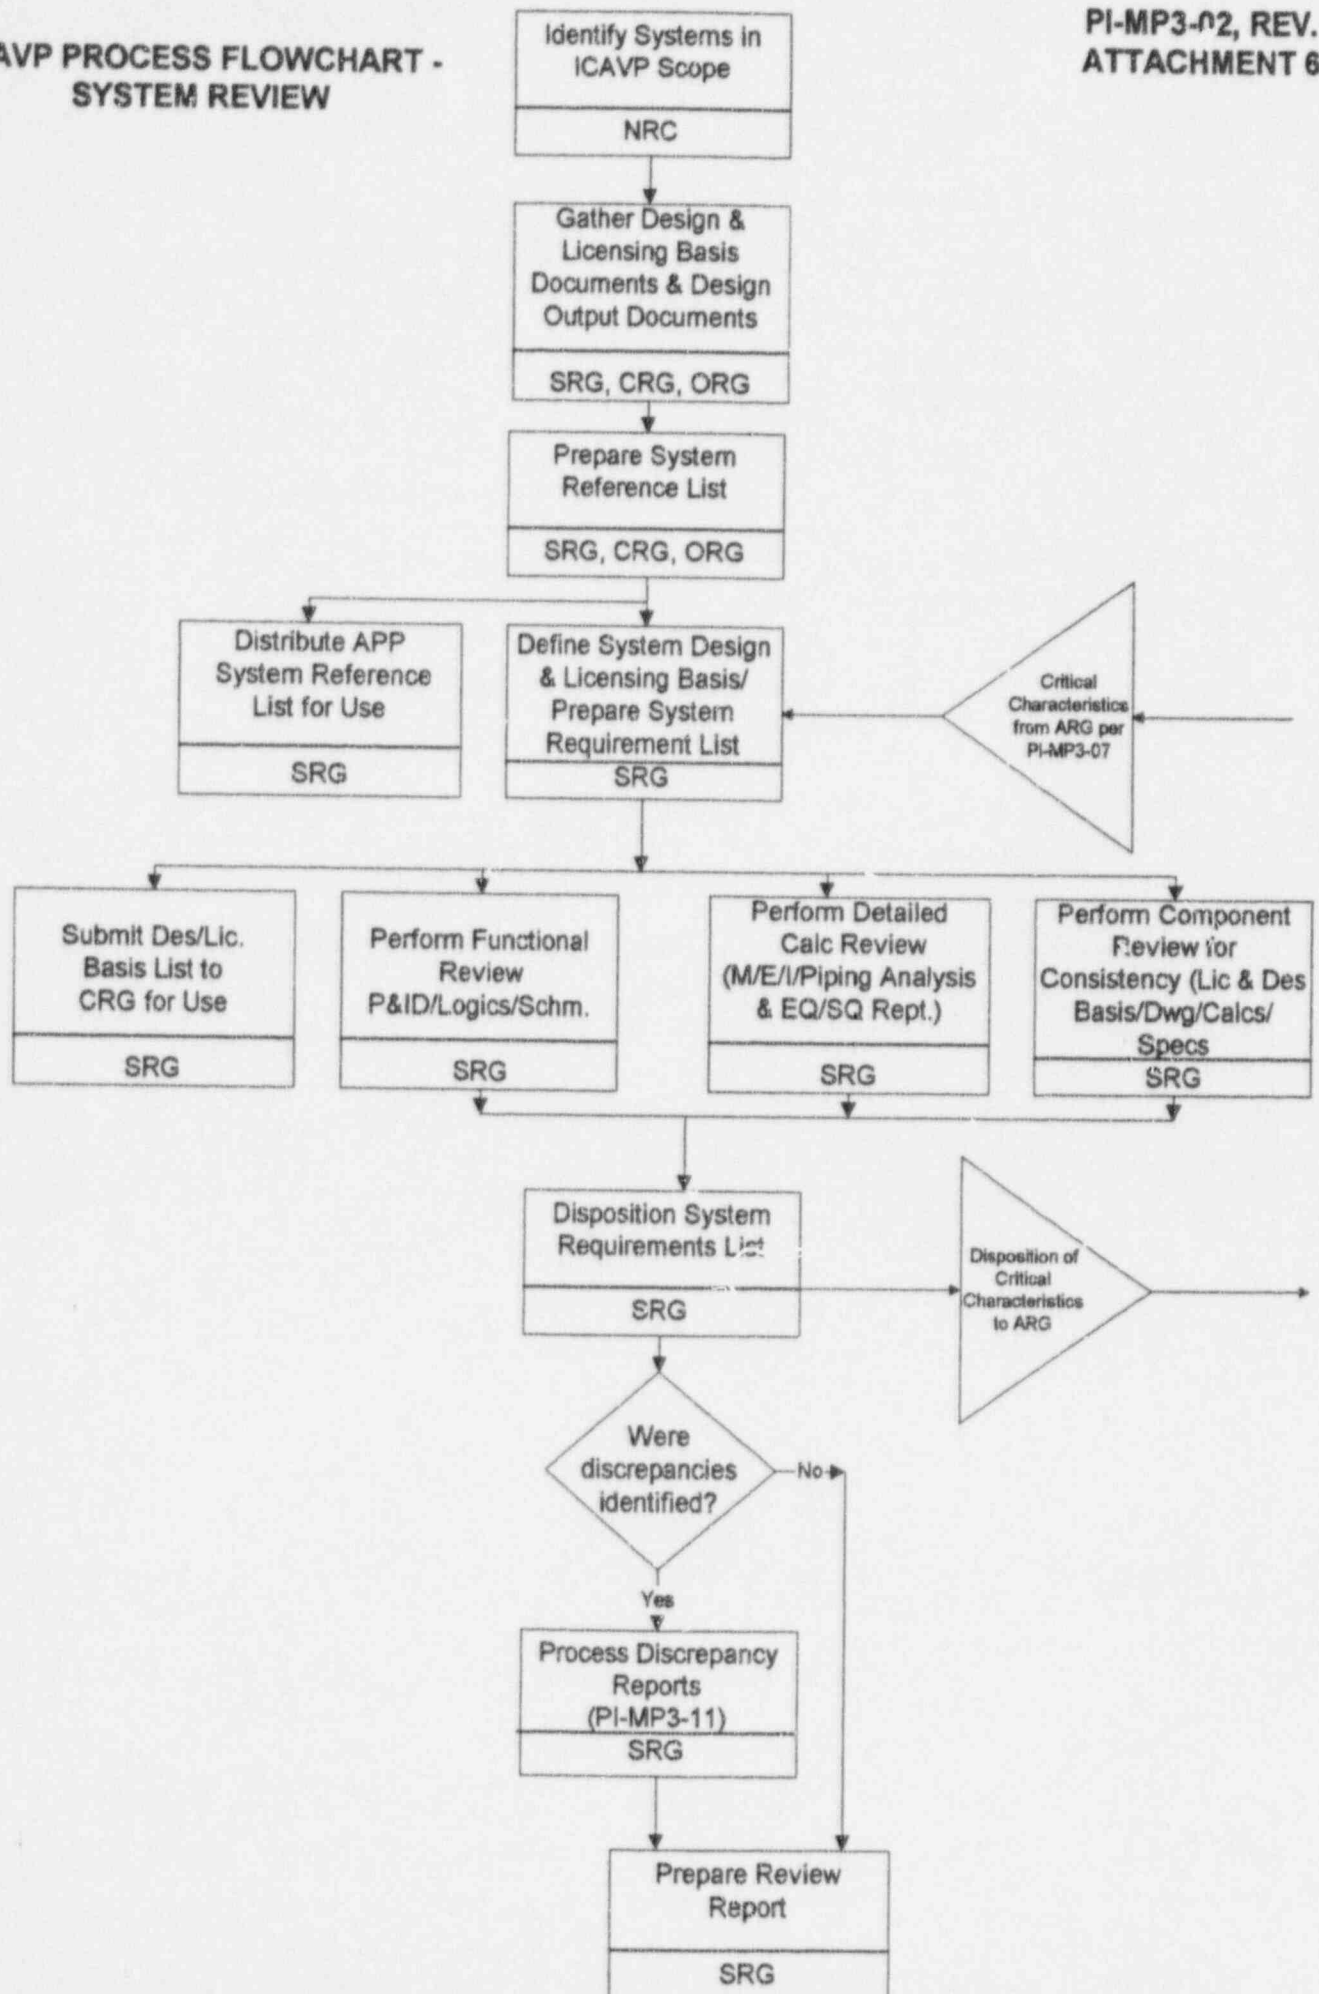 AVP PROCESS FLOWCHART -
SYSTEM REVIEW
PI-MP3-02, REV.
ATTACHMENT 6
Identify Systems in
ICAVP Scope
NRC
Gather Design &
Licensing Basis
Documents & Design
Output Documents
SRG, CRG, ORG
Prepare System
Reference List
SRG, CRG, ORG
Distribute APP
System Reference
List for Use
SRG
Define System Design
& Licensing Basis/
Prepare System
Requirement List
SRG
Critical
Characteristics
from ARG per
PI-MP3-07
Submit Des/Lic.
Basis List to
CRG for Use
SRG
Perform Functional
Review
P&ID/Logics/Schm.
SRG
Perform Detailed
Calc Review
(M/E/I/Piping Analysis
& EQ/SQ Rept.)
SRG
Perform Component
Review for
Consistency (Lic & Des
Basis/Dwg/Calcs/
Specs
SRG
Disposition System
Requirements List
SRG
Disposition of
Critical
Characteristics
to ARG
Were
discrepancies
identified?
No
Yes
Process Discrepancy
Reports
(PI-MP3-11)
SRG
Prepare Review
Report
SRG